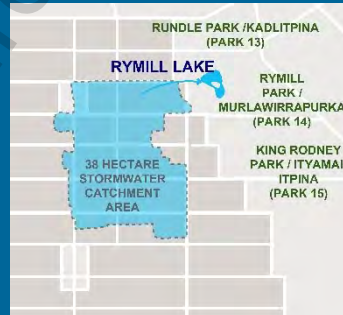 RUNDLE PARK /KADLITPINA
(PARK 13)
RYMILL LAKE
RYMILL
PARK /
MURLAWIRRAPURKA
(PARK 14)
KING RODNEY
PARK / ITYAMAI
ITPINA
(PARK 15)
38 HECTARE
STORMWATER
CATCHMENT
AREA